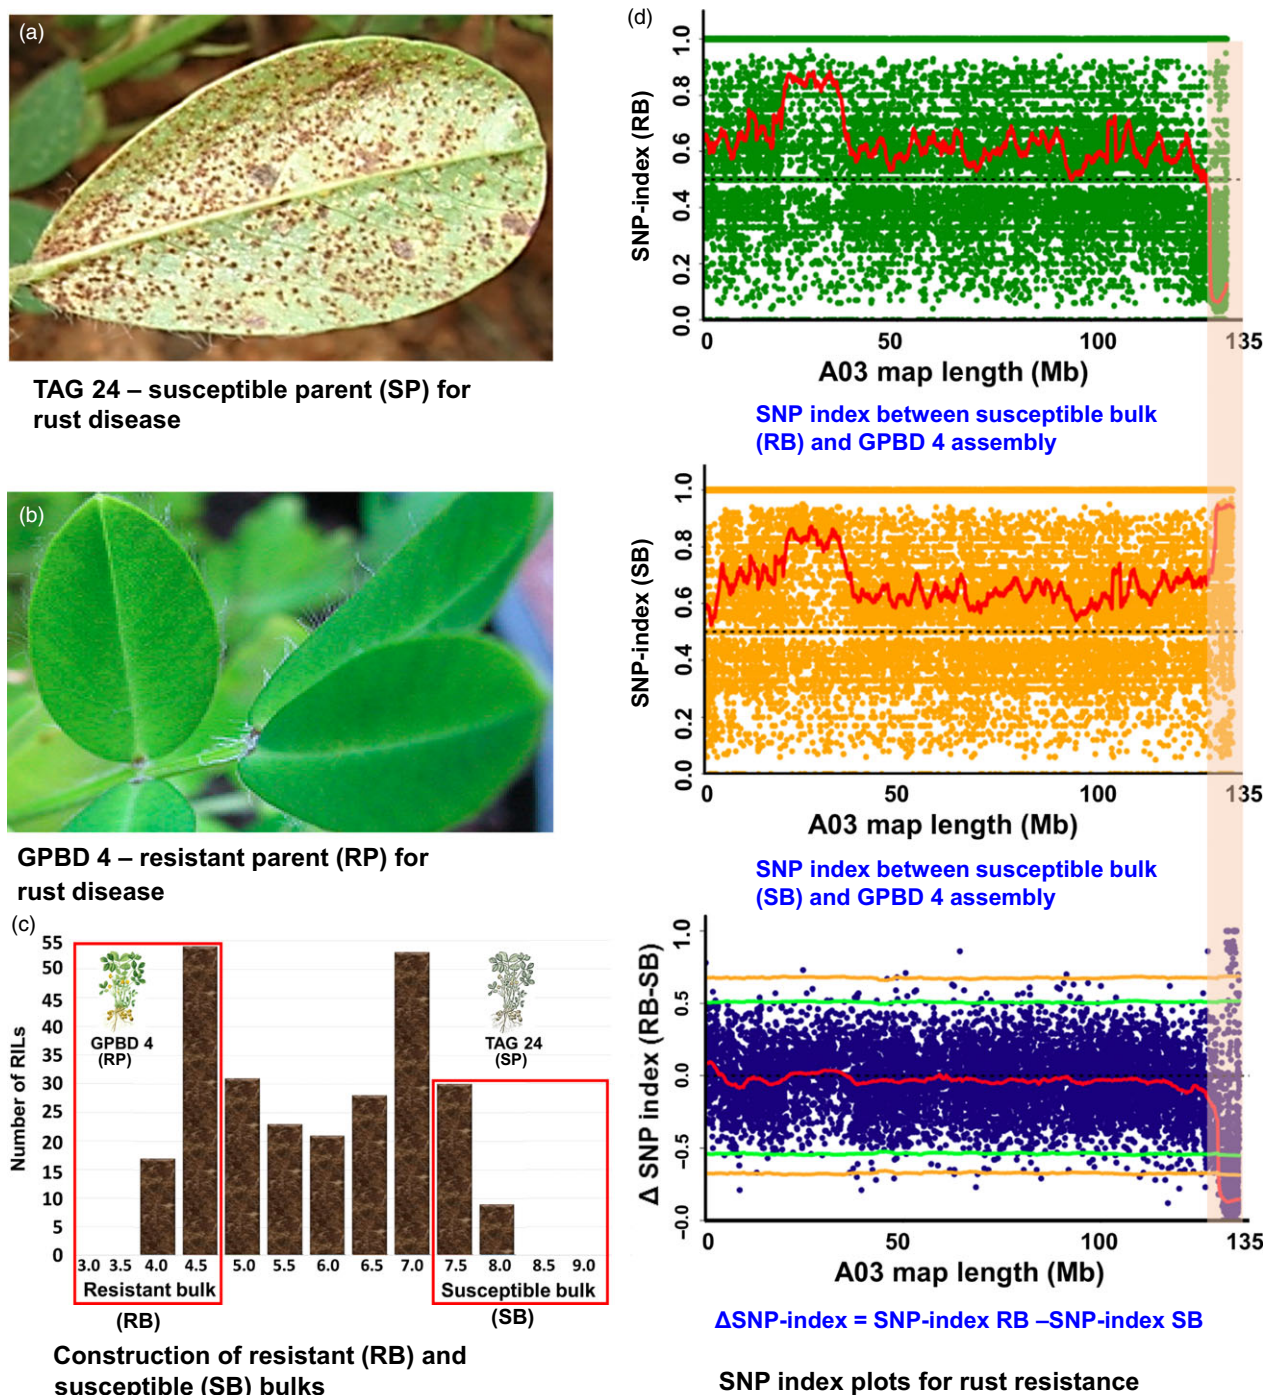 (a)
TAG 24 – susceptible parent (SP) for
rust disease
(b)
GPBD 4 – resistant parent (RP) for
rust disease
(c)
Number of RILs
55
50
45
40
35
30
25
20
15
10
5
0
GPBD 4
(RP)
TAG 24
(SP)
3.0 3.5 4.0 4.5 5.0 5.5 6.0 6.5 7.0 7.5 8.0 8.5 9.0
Resistant bulk
Susceptible bulk
(RB)
(SB)
Construction of resistant (RB) and
susceptible (SB) bulks
(d)
SNP-index (RB)
1.0
0.8
0.6
0.4
0.2
0.0
0 50 100 135
A03 map length (Mb)
SNP index between susceptible bulk
(RB) and GPBD 4 assembly
SNP-index (SB)
1.0
0.8
0.6
0.4
0.2
0.0
0 50 100 135
A03 map length (Mb)
SNP index between susceptible bulk
(SB) and GPBD 4 assembly
Δ SNP index (RB-SB)
1.0
0.5
0.0
−0.5
−0.0
0 50 100 135
A03 map length (Mb)
ΔSNP-index = SNP-index RB –SNP-index SB
SNP index plots for rust resistance